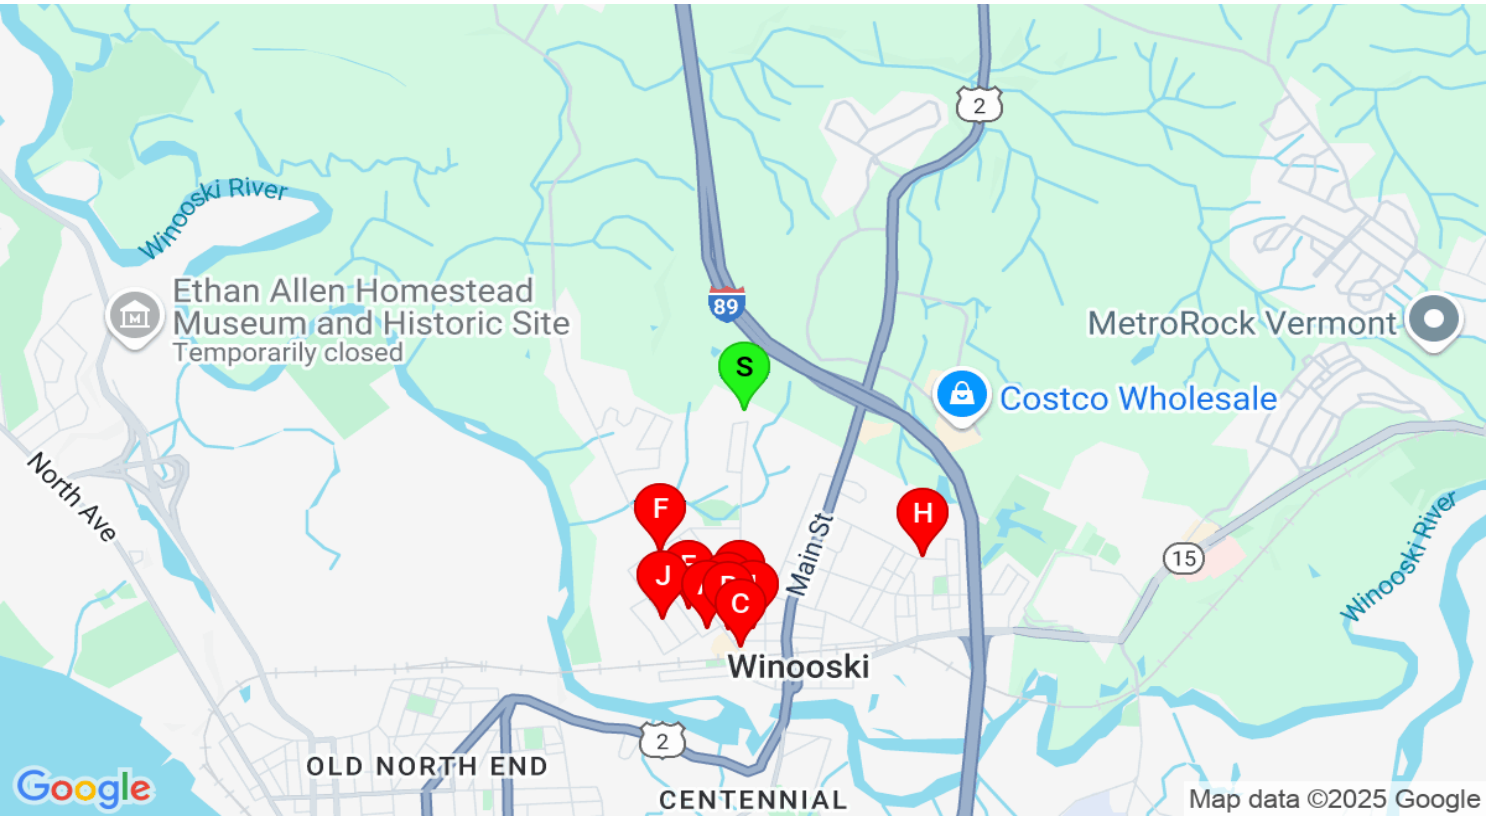 2
Winooski River
Ethan Allen Homestead
Museum and Historic Site
Temporarily closed
89
MetroRock Vermont
S
Costco Wholesale
North Ave
F
H
Main St
15
Winooski River
J
C
Winooski
2
OLD NORTH END
CENTENNIAL
Google
Map data ©2025 Google